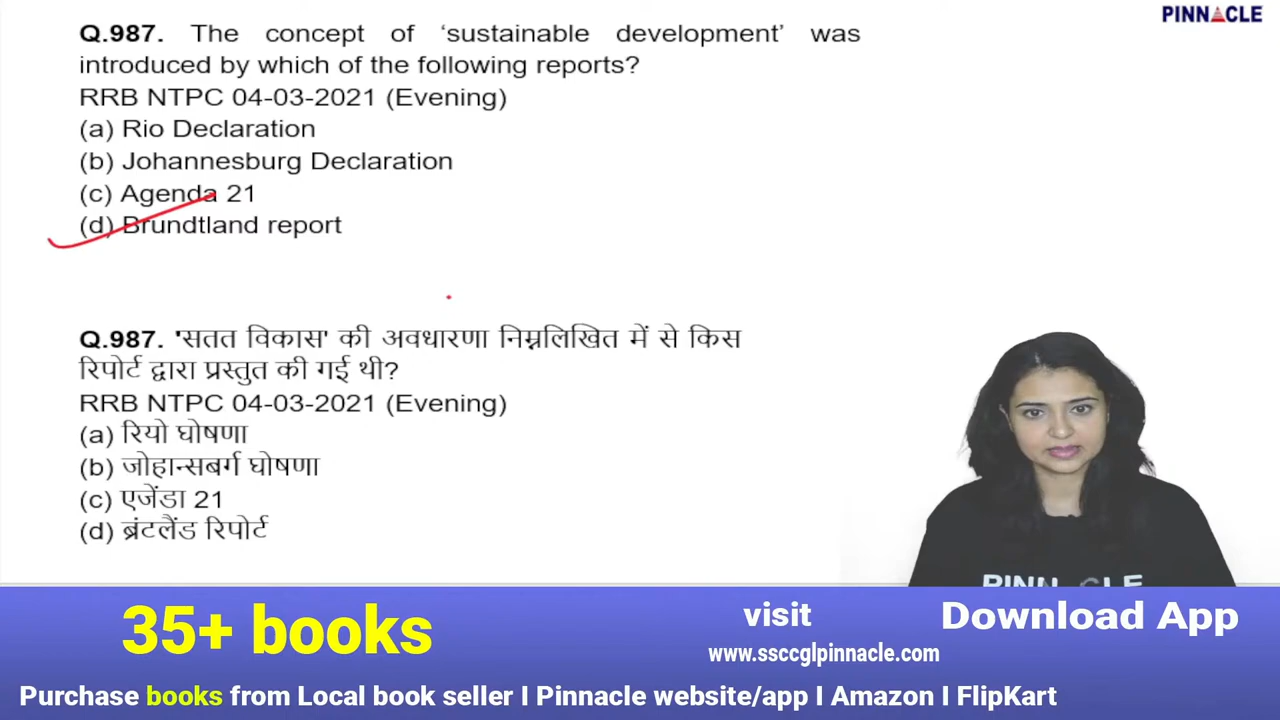 PINNACLE
Q.987. The concept of ‘sustainable development’ was
introduced by which of the following reports?
RRB NTPC 04-03-2021 (Evening)
(a) Rio Declaration
(b) Johannesburg Declaration
(c) Agenda 21
(d) Brundtland report
Q.987. 'सतत विकास' की अवधारणा निम्नलिखित में से किस
रिपोर्ट द्वारा प्रस्तुत की गई थी?
RRB NTPC 04-03-2021 (Evening)
(a) रियो घोषणा
(b) जोहान्सबर्ग घोषणा
(c) एजेंडा 21
(d) ब्रंटलैंड रिपोर्ट
PINNACLE
35+ books
visit
www.ssccglpinnacle.com
Download App
Purchase books from Local book seller I Pinnacle website/app I Amazon I FlipKart